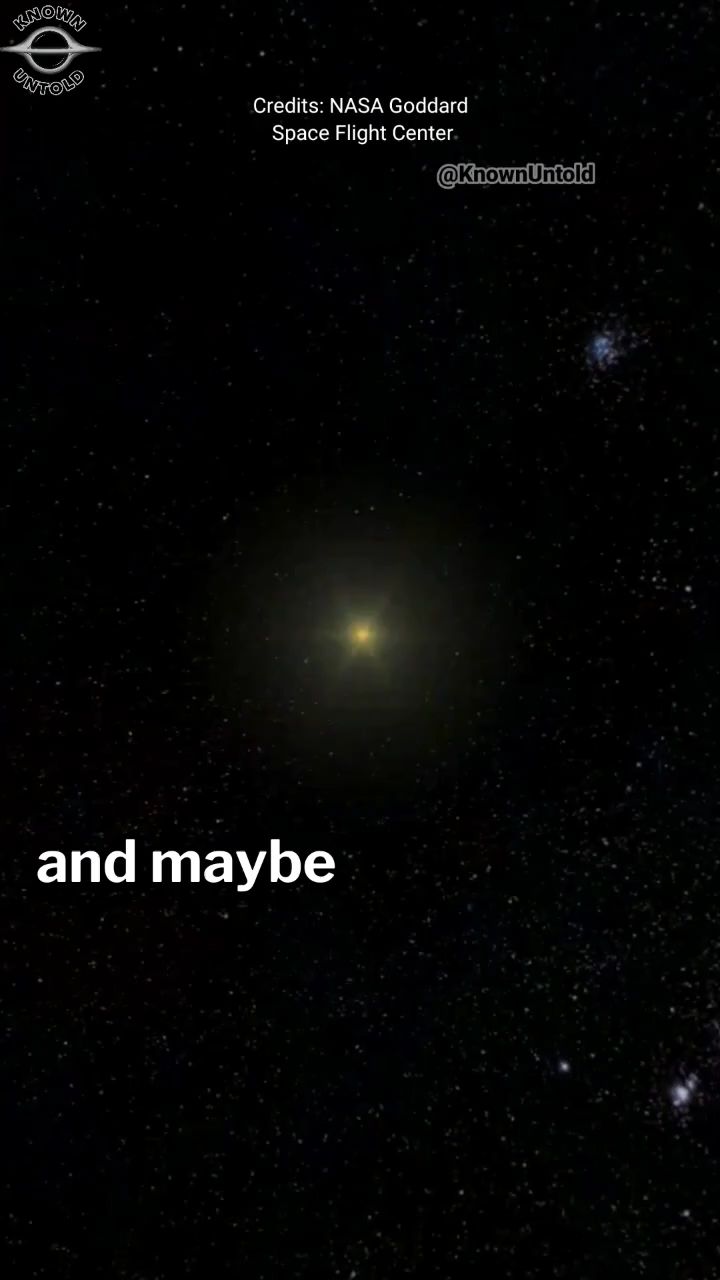 KNOWN
UNTOLD
Credits: NASA Goddard
Space Flight Center
@KnownUntold
and maybe